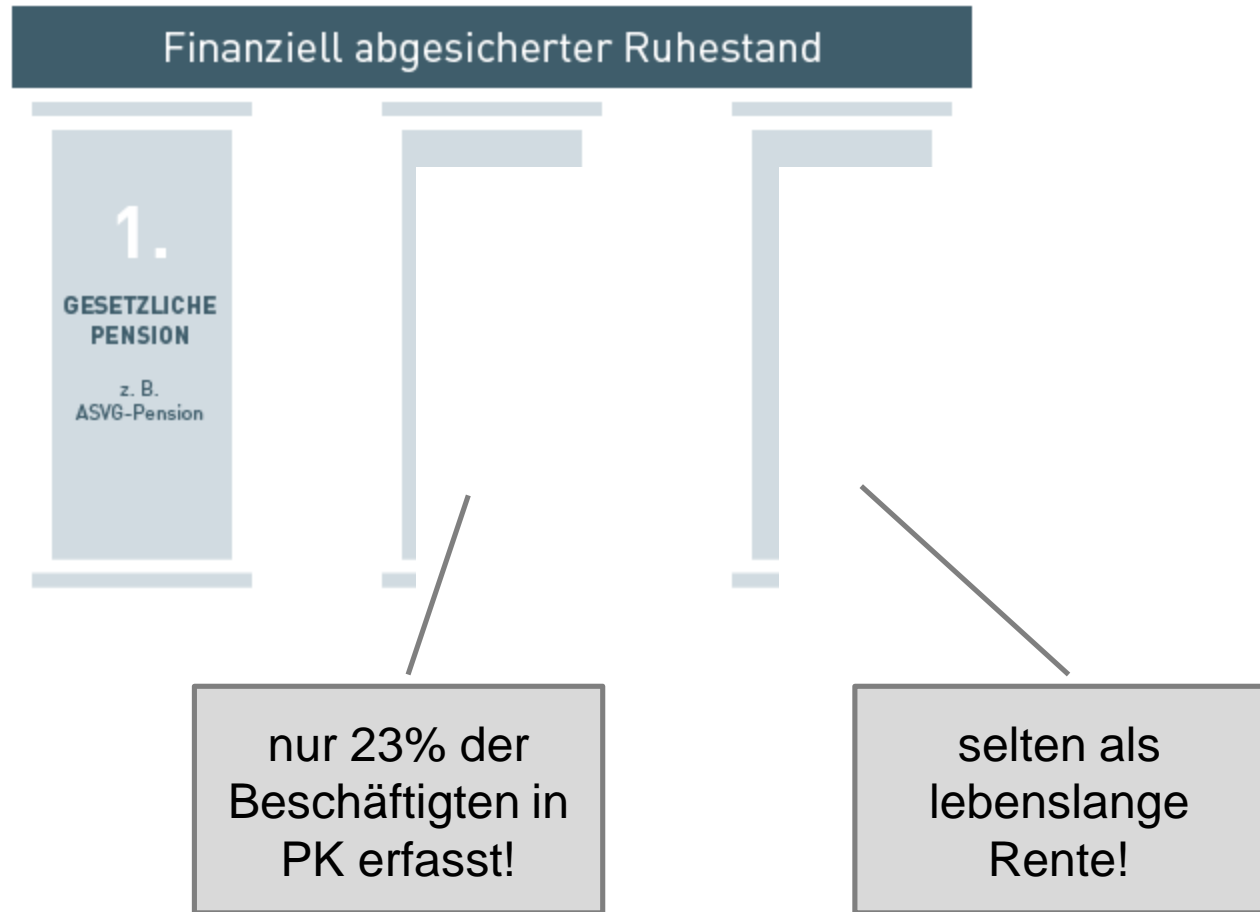 Finanziell abgesicherter Ruhestand
1.
GESETZLICHE
PENSION
z. B.
ASVG-Pension
nur 23% der
Beschäftigten in
PK erfasst!
selten als
lebenslange
Rente!